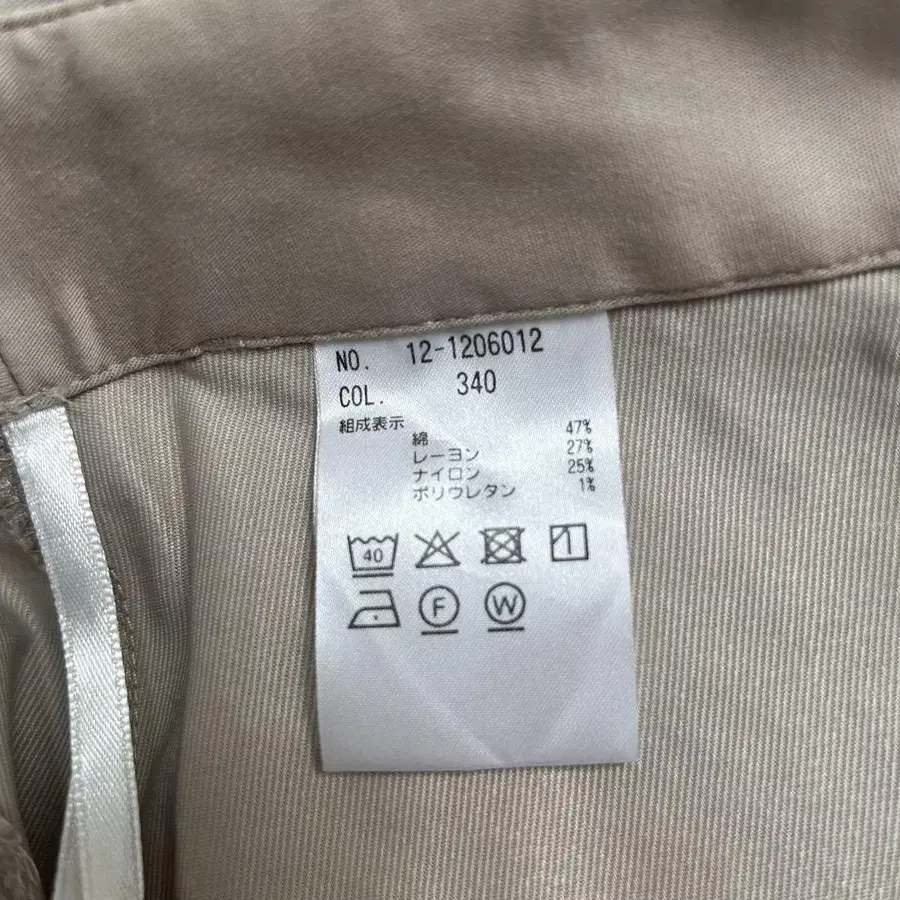 NO. 12-1206012
COL. 340
組成表示
綿 47%
レーヨン 27%
ナイロン 25%
ポリウレタン 1%
40
F W